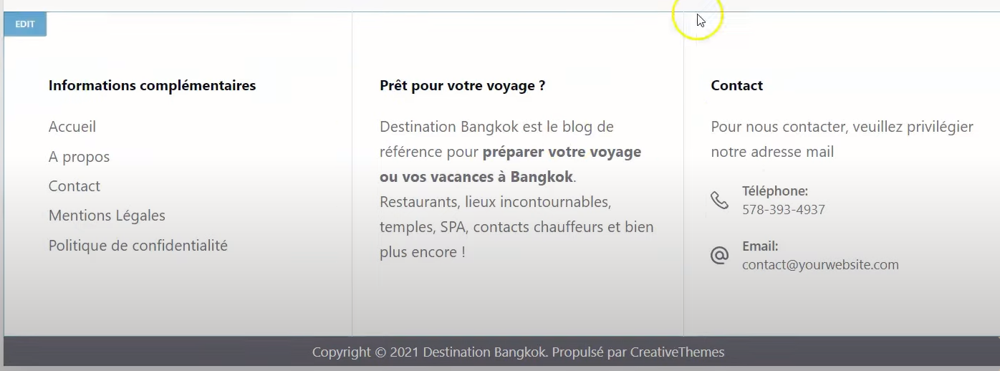 EDIT
Informations complémentaires
Accueil
A propos
Contact
Mentions Légales
Politique de confidentialité
Prêt pour votre voyage ?
Destination Bangkok est le blog de
référence pour préparer votre voyage
ou vos vacances à Bangkok.
Restaurants, lieux incontournables,
temples, SPA, contacts chauffeurs et bien
plus encore !
Contact
Pour nous contacter, veuillez privilégier
notre adresse mail
Téléphone:
578-393-4937
Email:
contact@yourwebsite.com
Copyright © 2021 Destination Bangkok. Propulsé par CreativeThemes